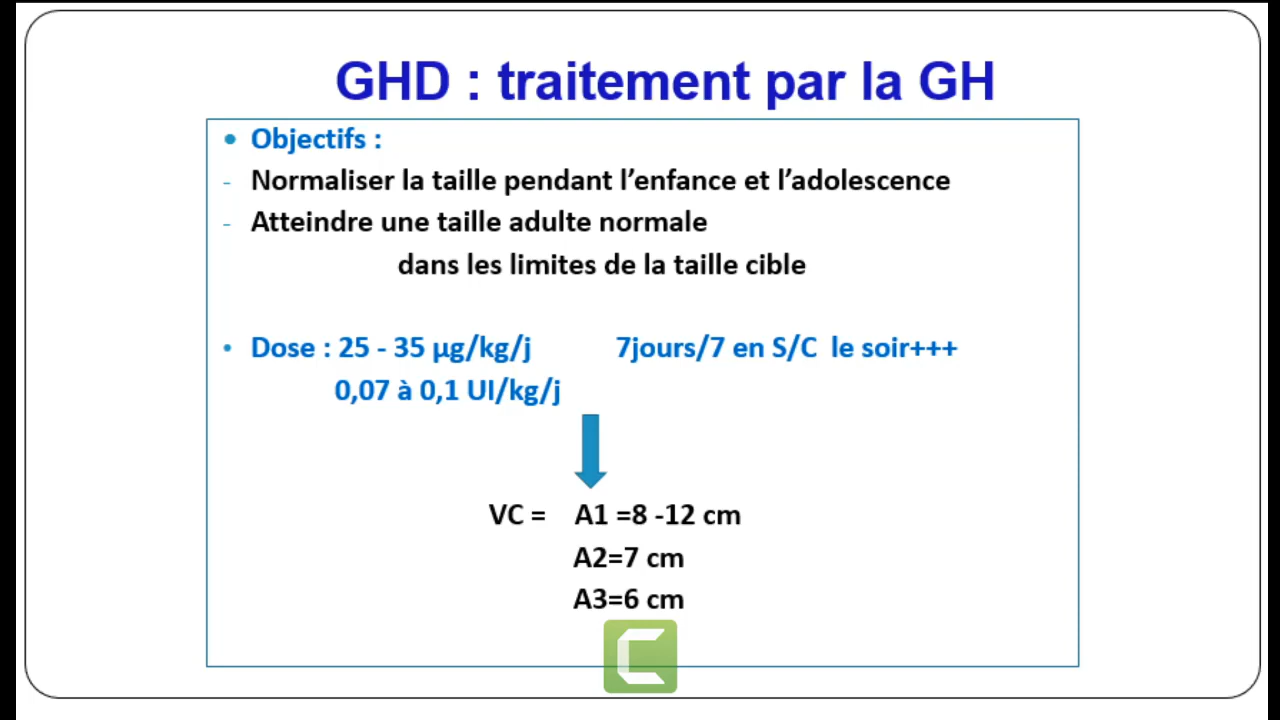 GHD : traitement par la GH
• Objectifs :
- Normaliser la taille pendant l’enfance et l’adolescence
- Atteindre une taille adulte normale
dans les limites de la taille cible
• Dose : 25 - 35 µg/kg/j 7jours/7 en S/C le soir+++
0,07 à 0,1 UI/kg/j
VC = A1 =8 -12 cm
A2=7 cm
A3=6 cm